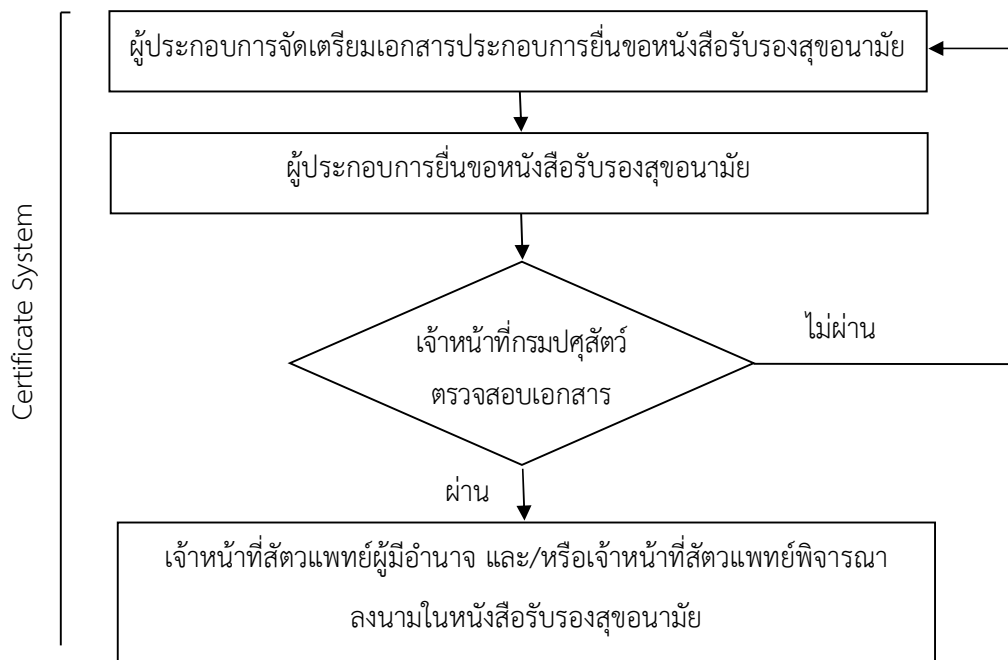 ผู้ประกอบการจัดเตรียมเอกสารประกอบการยื่นขอหนังสือรับรองสุขอนามัย
ผู้ประกอบการยื่นขอหนังสือรับรองสุขอนามัย
Certificate System
เจ้าหน้าที่กรมปศุสัตว์
ตรวจสอบเอกสาร
ไม่ผ่าน
ผ่าน
เจ้าหน้าที่สัตวแพทย์ผู้มีอำนาจ และ/หรือเจ้าหน้าที่สัตวแพทย์พิจารณา
ลงนามในหนังสือรับรองสุขอนามัย